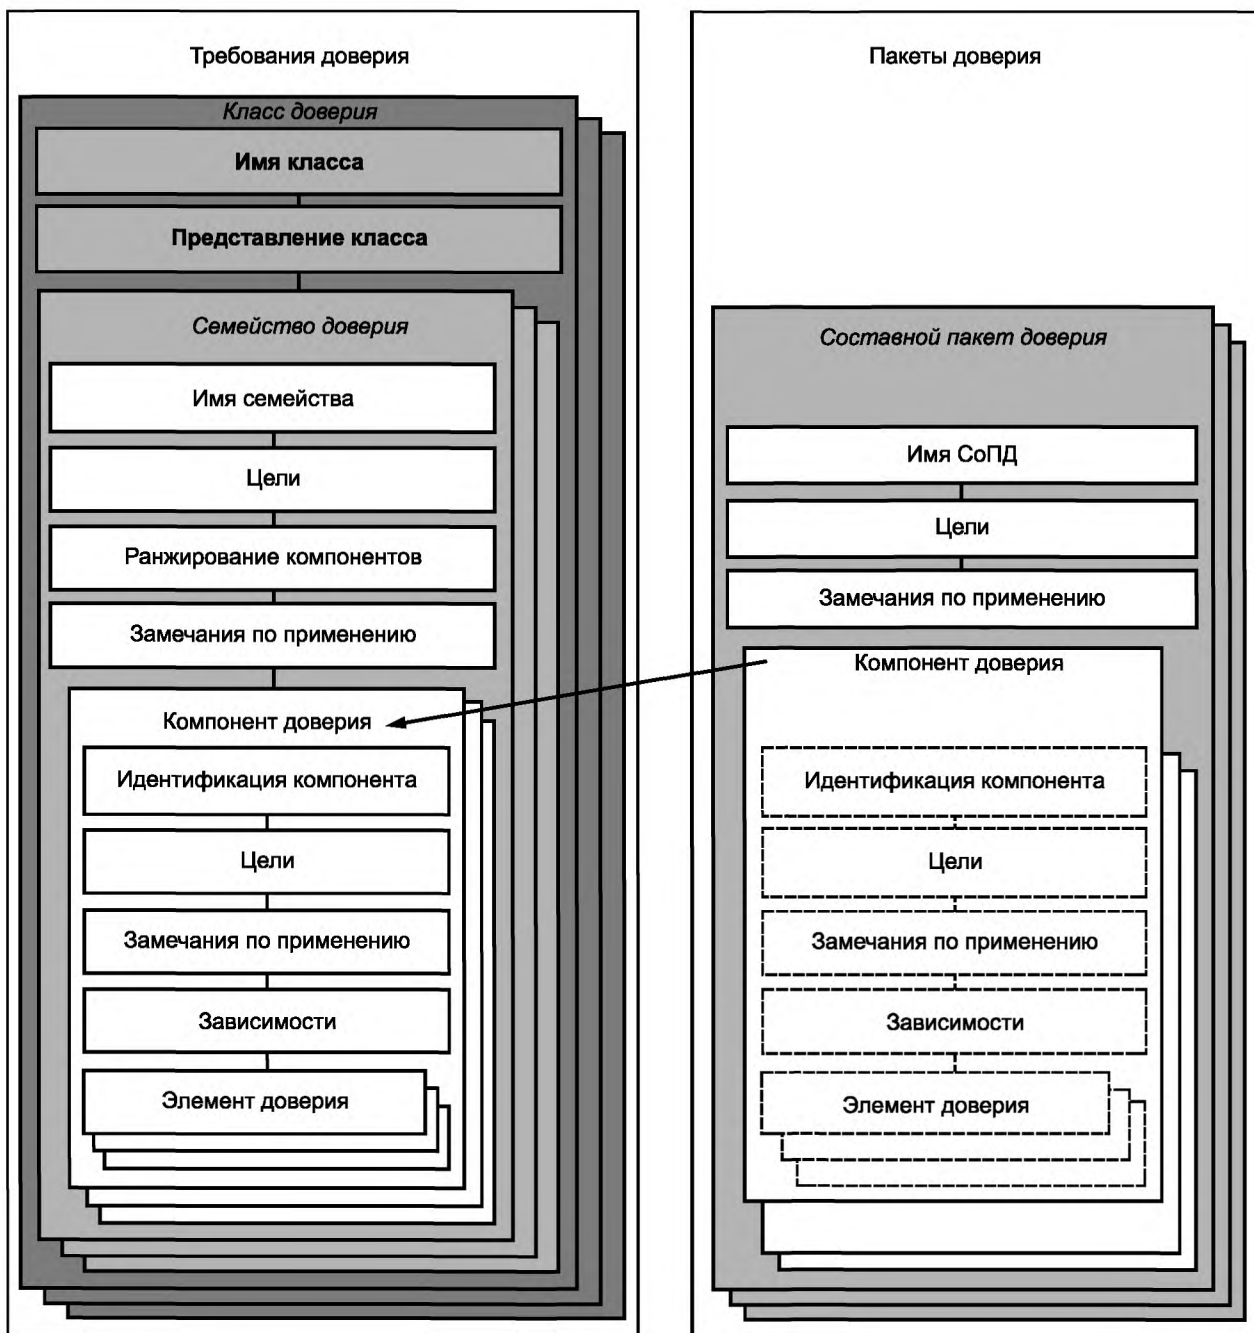 Требования доверия
Класс доверия
Имя класса
Представление класса
Семейство доверия
Имя семейства
Цели
Ранжирование компонентов
Замечания по применению
Компонент доверия
Идентификация компонента
Цели
Замечания по применению
Зависимости
Элемент доверия
Пакеты доверия
Составной пакет доверия
Имя СоПД
Цели
Замечания по применению
Компонент доверия
Идентификация компонента
Цели
Замечания по применению
Зависимости
Элемент доверия